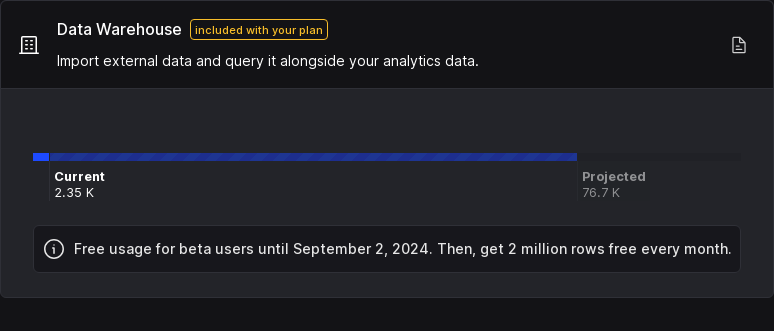 Data Warehouse included with your plan
Import external data and query it alongside your analytics data.
Current Projected
2.35 K 76.7 K
Free usage for beta users until September 2, 2024. Then, get 2 million rows free every month.